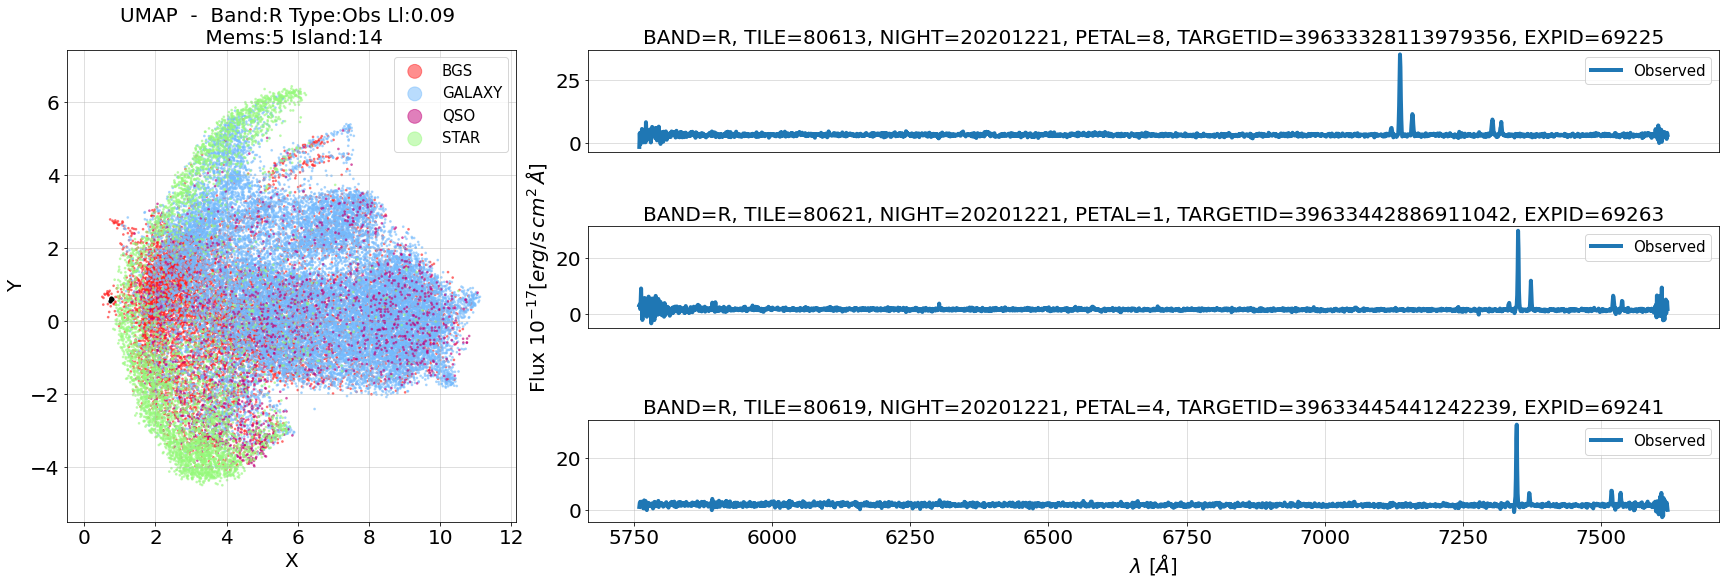 UMAP - Band:R Type:Obs Ll:0.09
Mems:5 Island:14
BGS
GALAXY
QSO
STAR
6
4
2
0
−2
−4
Y
0
2
4
6
8
10
12
X
Flux 10^{−17}[erg/s cm^2 Å]
BAND=R, TILE=80613, NIGHT=20201221, PETAL=8, TARGETID=39633328113979356, EXPID=69225
Observed
25
0
BAND=R, TILE=80621, NIGHT=20201221, PETAL=1, TARGETID=39633442886911042, EXPID=69263
Observed
20
0
BAND=R, TILE=80619, NIGHT=20201221, PETAL=4, TARGETID=39633445441242239, EXPID=69241
Observed
20
0
5750
6000
6250
6500
6750
7000
7250
7500
λ [Å]